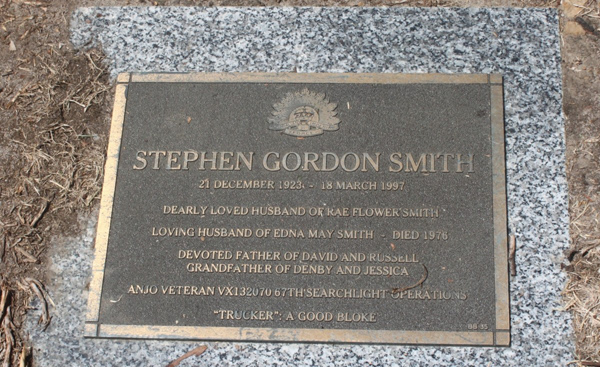 STEPHEN GORDON SMITH
21 DECEMBER 1923 - 18 MARCH 1997
DEARLY LOVED HUSBAND OF RAE FLOWER SMITH
LOVING HUSBAND OF EDNA MAY SMITH - DIED 1976
DEVOTED FATHER OF DAVID AND RUSSELL
GRANDFATHER OF DENBY AND JESSICA
VETERAN VX132070 67TH SEARCHLIGHT OPERATIONS
"TRUCKER": A GOOD BLOKE